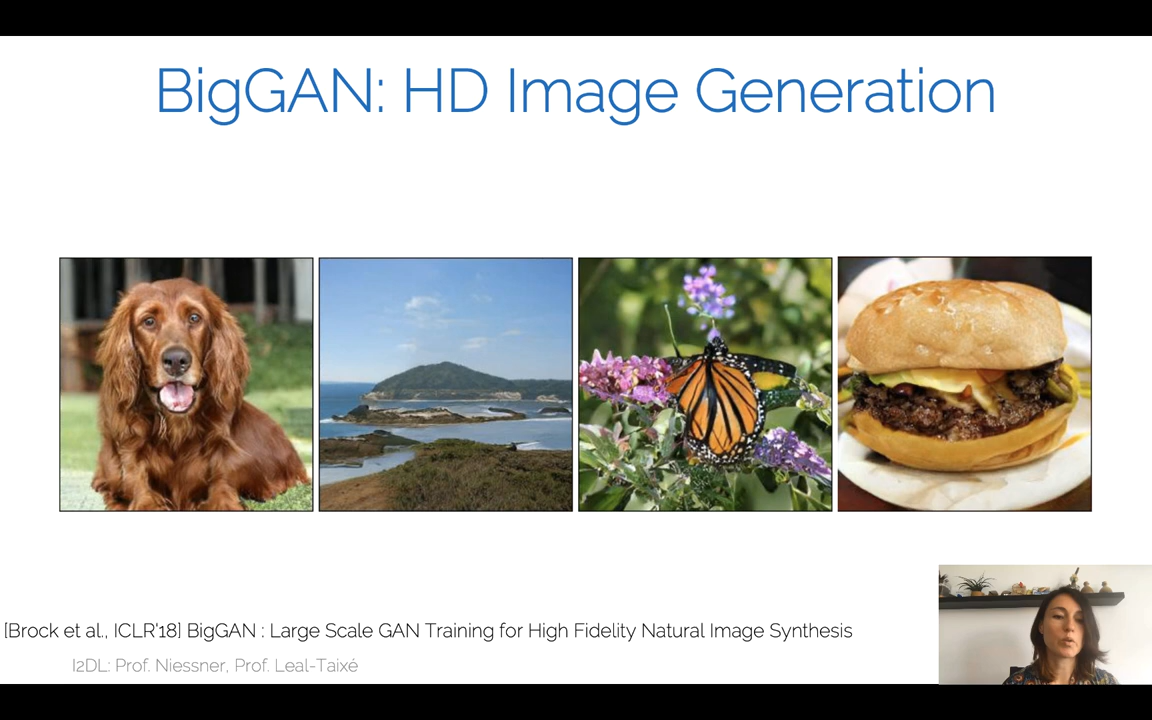 BigGAN: HD Image Generation
[Brock et al., ICLR'18] BigGAN : Large Scale GAN Training for High Fidelity Natural Image Synthesis
I2DL: Prof. Niessner, Prof. Leal-Taixé